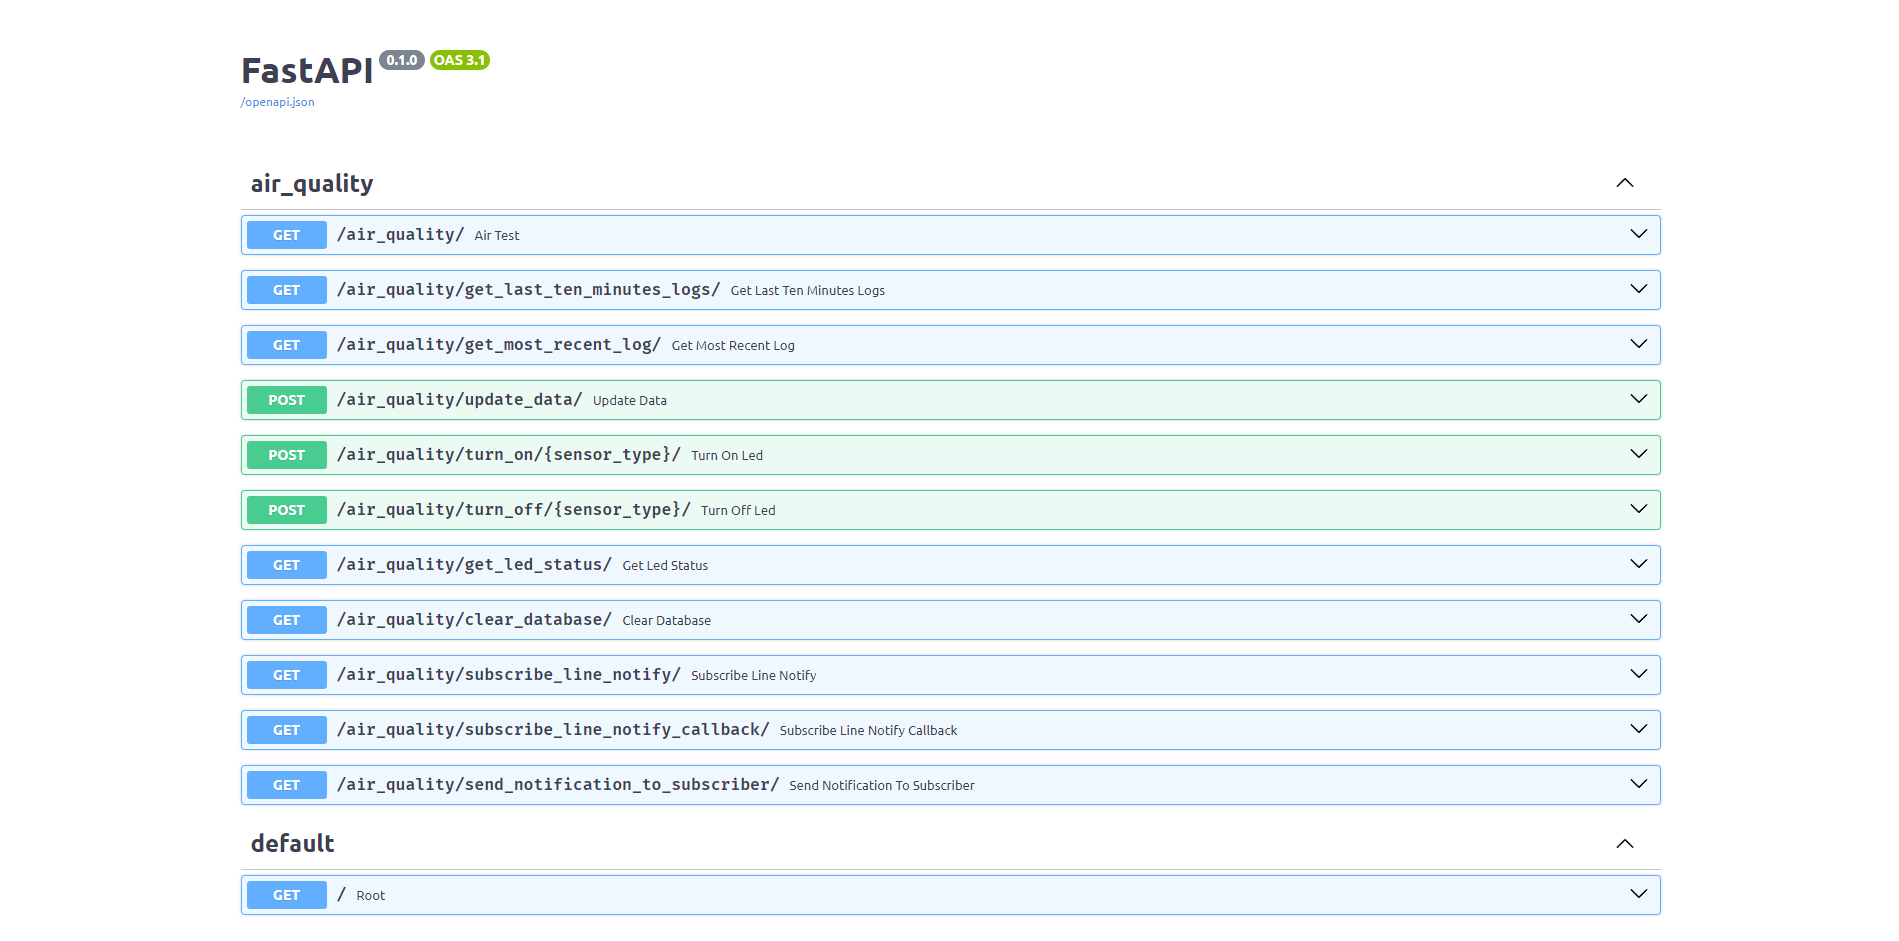 FastAPI 0.1.0 OAS 3.1
/openapi.json
air_quality
GET /air_quality/ Air Test
GET /air_quality/get_last_ten_minutes_logs/ Get Last Ten Minutes Logs
GET /air_quality/get_most_recent_log/ Get Most Recent Log
POST /air_quality/update_data/ Update Data
POST /air_quality/turn_on/{sensor_type}/ Turn On Led
POST /air_quality/turn_off/{sensor_type}/ Turn Off Led
GET /air_quality/get_led_status/ Get Led Status
GET /air_quality/clear_database/ Clear Database
GET /air_quality/subscribe_line_notify/ Subscribe Line Notify
GET /air_quality/subscribe_line_notify_callback/ Subscribe Line Notify Callback
GET /air_quality/send_notification_to_subscriber/ Send Notification To Subscriber
default
GET / Root